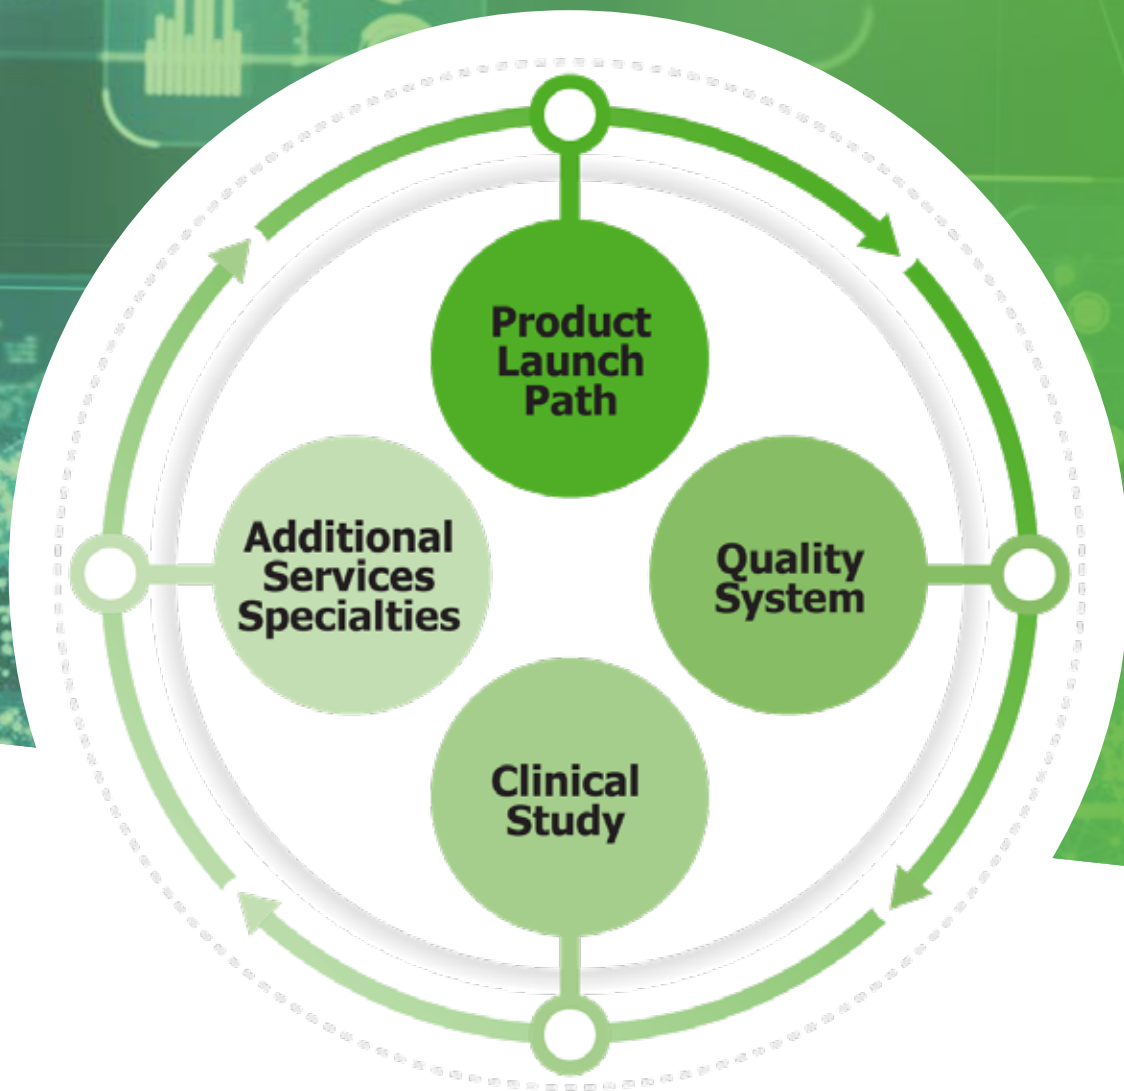 Product
Launch
Path
Additional
Services
Specialties
Quality
System
Clinical
Study